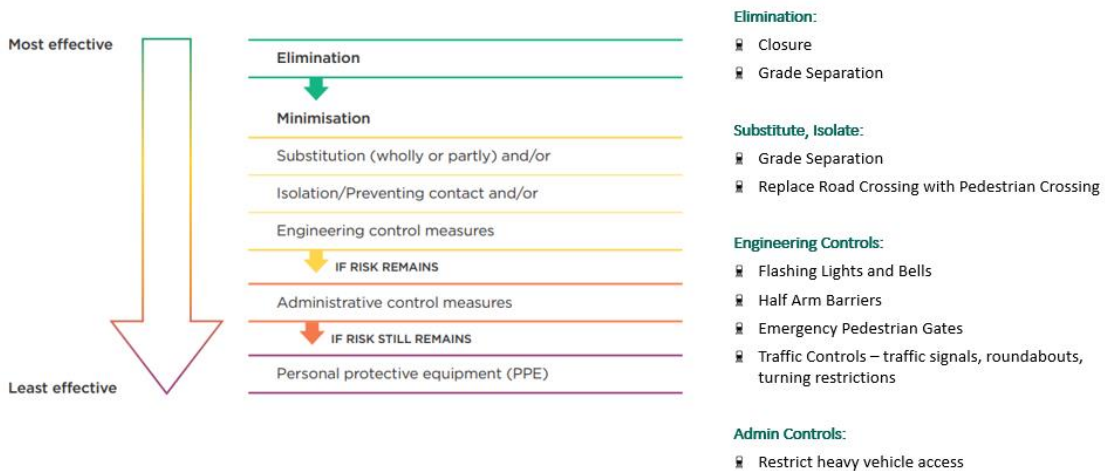 Most effective
Elimination
Minimisation
Substitution (wholly or partly) and/or
Isolation/Preventing contact and/or
Engineering control measures
IF RISK REMAINS
Administrative control measures
IF RISK STILL REMAINS
Personal protective equipment (PPE)
Least effective
Elimination:
Closure
Grade Separation
Substitute, Isolate:
Grade Separation
Replace Road Crossing with Pedestrian Crossing
Engineering Controls:
Flashing Lights and Bells
Half Arm Barriers
Emergency Pedestrian Gates
Traffic Controls – traffic signals, roundabouts,
turning restrictions
Admin Controls:
Restrict heavy vehicle access